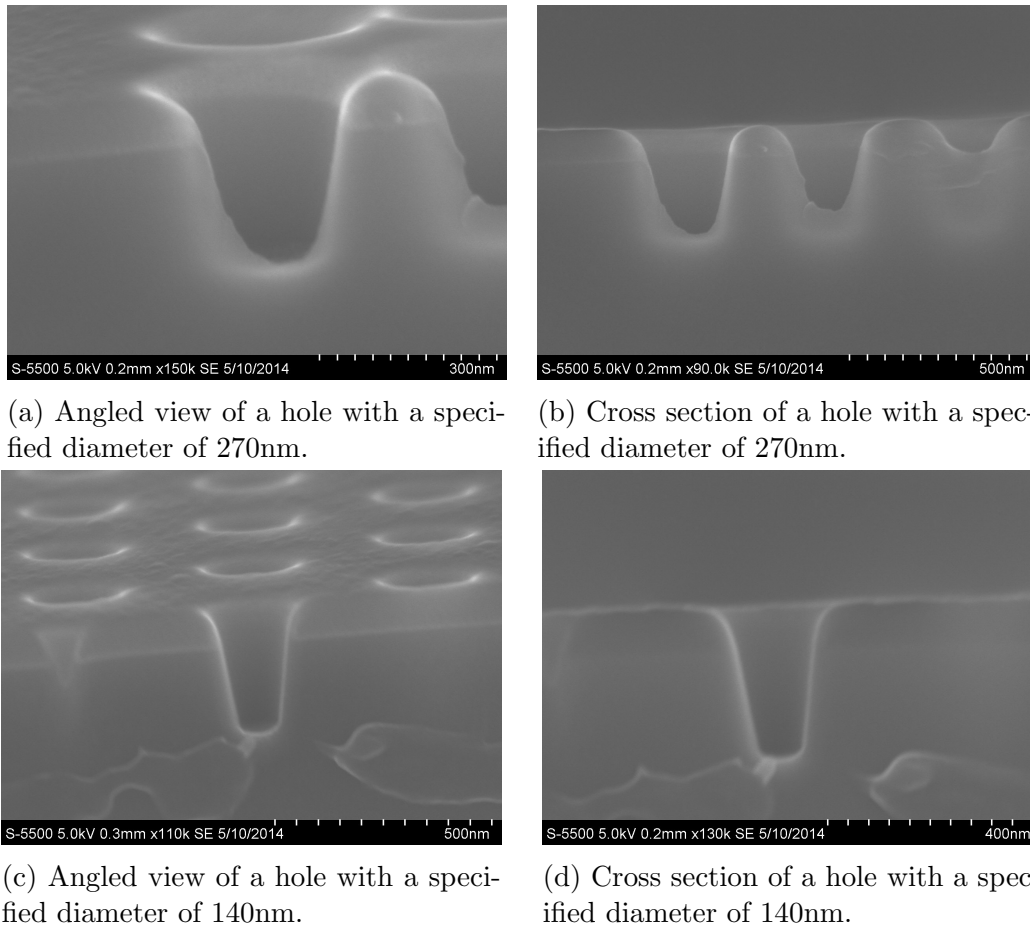 S-5500 5.0kV 0.2mm x150k SE 5/10/2014 300nm
S-5500 5.0kV 0.2mm x90.0k SE 5/10/2014 500nm
(a) Angled view of a hole with a speci-
fied diameter of 270nm.
(b) Cross section of a hole with a spec-
ified diameter of 270nm.
S-5500 5.0kV 0.3mm x110k SE 5/10/2014 500nm
S-5500 5.0kV 0.2mm x130k SE 5/10/2014 400nm
(c) Angled view of a hole with a speci-
fied diameter of 140nm.
(d) Cross section of a hole with a spec
ified diameter of 140nm.